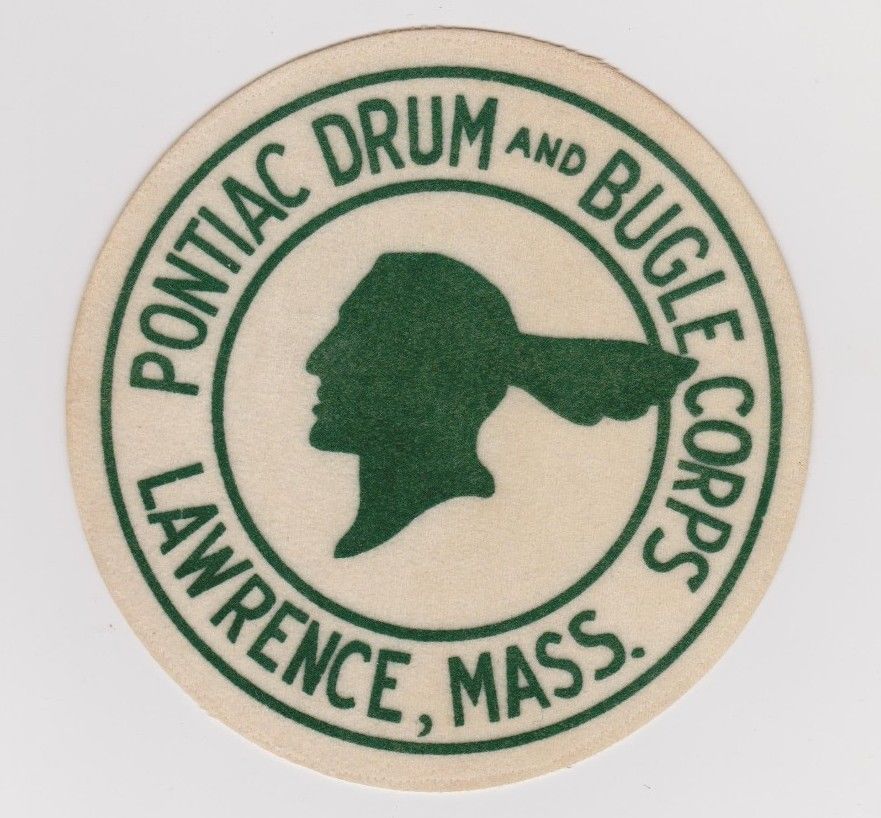 PONTIAC DRUM AND BUGLE CORPS
LAWRENCE, MASS.